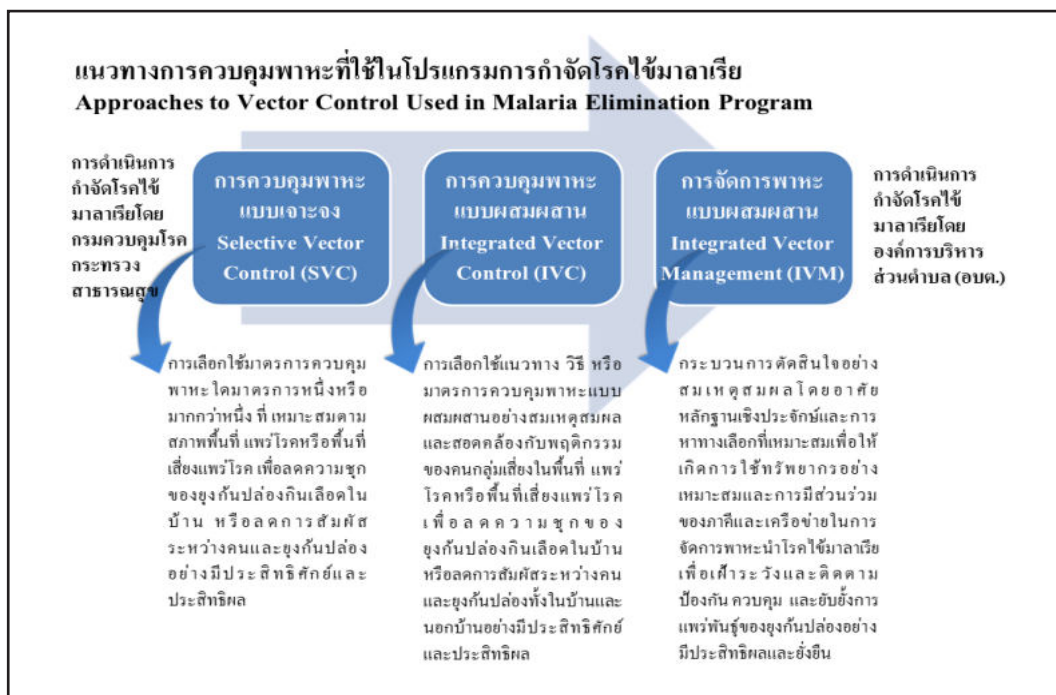 แนวทางการควบคุมพาหะที่ใช้ในโปรแกรมการกำจัดโรคไข้มาลาเรีย
Approaches to Vector Control Used in Malaria Elimination Program
การดำเนินการ
กำจัดโรคไข้
มาลาเรียโดย
กรมควบคุมโรค
กระทรวง
สาธารณสุข
การควบคุมพาหะ
แบบเจาะจง
Selective Vector
Control (SVC)
การควบคุมพาหะ
แบบผสมผสาน
Integrated Vector
Control (IVC)
การจัดการพาหะ
แบบผสมผสาน
Integrated Vector
Management (IVM)
การดำเนินการ
กำจัดโรคไข้
มาลาเรียโดย
องค์การบริหาร
ส่วนตำบล (อบต.)
การเลือกใช้มาตรการควบคุม
พาหะใดมาตรการหนึ่งหรือ
มากกว่าหนึ่ง ที่ เหมาะสมตาม
สภาพพื้นที่ แพร่โรคหรือพื้นที่
เสี่ยงแพร่โรค เพื่อลดความชุก
ของยุงก้นปล่องกินเลือดใน
บ้าน หรือลดการสัมผัส
ระหว่างคนและยุงก้นปล่อง
อย่างมีประสิทธิศักย์และ
ประสิทธิผล
การเลือกใช้แนวทาง วิธี หรือ
มาตรการควบคุมพาหะแบบ
ผสมผสานอย่างสมเหตุสมผล
และสอดคล้องกับพฤติกรรม
ของคนกลุ่มเสี่ยงในพื้นที่ แพร่
โรคหรือพื้นที่เสี่ยงแพร่โรค
เพื่อลดความชุกของ
ยุงก้นปล่องกินเลือดในบ้าน
หรือลดการสัมผัสระหว่างคน
และยุงก้นปล่องทั้งในบ้านและ
นอกบ้านอย่างมีประสิทธิศักย์
และประสิทธิผล
กระบวนการตัดสินใจอย่าง
สมเหตุสมผลโดยอาศัย
หลักฐานเชิงประจักษ์และการ
หาทางเลือกที่เหมาะสมเพื่อให้
เกิดการใช้ทรัพยากรอย่าง
เหมาะสมและการมีส่วนร่วม
ของภาคีและเครือข่ายในการ
จัดการพาหะนำโรคไข้มาลาเรีย
เพื่อเฝ้าระวังและติดตาม
ป้องกัน ควบคุม และยับยั้งการ
แพร่พันธุ์ของยุงก้นปล่องอย่าง
มีประสิทธิผลและยั่งยืน